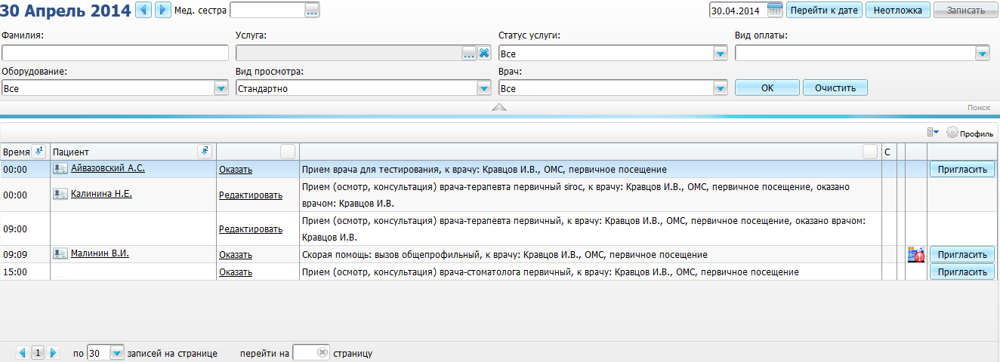 30 Апрель 2014 Мед. сестра ... 30.04.2014 Перейти к дате Неотложка Записать
Фамилия: Услуга: Статус услуги: Вид оплаты:
... Все
Оборудование: Вид просмотра: Врач:
Все Стандартно Все ОК Очистить
Поиск
Профиль
Время 1 Пациент 2 С
00:00 Айвазовский А.С. Оказать Прием врача для тестирования, к врачу: Кравцов И.В., ОМС, первичное посещение Пригласить
00:00 Калинина Н.Е. Редактировать Прием (осмотр, консультация) врача-терапевта первичный siroc, к врачу: Кравцов И.В., ОМС, первичное посещение, оказано
врачом: Кравцов И.В.
09:00 Редактировать Прием (осмотр, консультация) врача-терапевта первичный, к врачу: Кравцов И.В., ОМС, первичное посещение, оказано врачом:
Кравцов И.В.
09:09 Малинин В.И. Оказать Скорая помощь: вызов общепрофильный, к врачу: Кравцов И.В., ОМС, первичное посещение Пригласить
15:00 Оказать Прием (осмотр, консультация) врача-стоматолога первичный, к врачу: Кравцов И.В., ОМС, первичное посещение Пригласить
1 по 30 записей на странице перейти на страницу